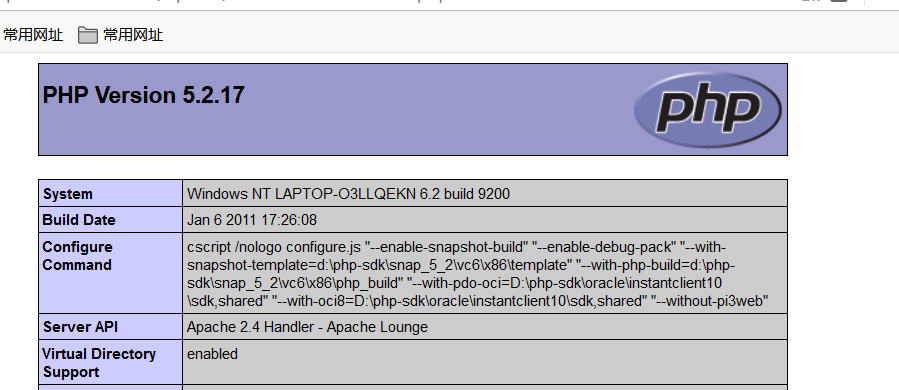 常用网址 常用网址
PHP Version 5.2.17
php
System Windows NT LAPTOP-O3LLQEKN 6.2 build 9200
Build Date Jan 6 2011 17:26:08
Configure Command cscript /nologo configure.js "--enable-snapshot-build" "--enable-debug-pack" "--with-
snapshot-template=d:\php-sdk\snap_5_2\vc6\x86\template" "--with-php-build=d:\php-
sdk\snap_5_2\vc6\x86\php_build" "--with-pdo-oci=D:\php-sdk\oracle\instantclient10
\sdk,shared" "--with-oci8=D:\php-sdk\oracle\instantclient10\sdk,shared" "--without-pi3web"
Server API Apache 2.4 Handler - Apache Lounge
Virtual Directory Support enabled